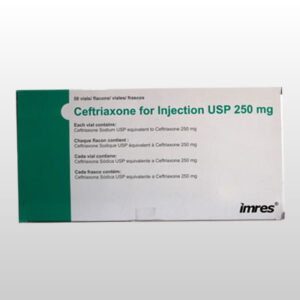 50 vials/ flacons/ viales/ frascos
Ceftriaxone for Injection USP 250 mg
Each vial contains:
Ceftriaxone Sodium USP equivalent to Ceftriaxone 250 mg
Chaque flacon contient :
Ceftriaxone Sodique USP équivalent à Ceftriaxone 250 mg
Cada vial contiene:
Ceftriaxona Sódica USP equivalente a Ceftriaxona 250 mg
Cada frasco contém:
Ceftriaxona Sódica USP equivalente a Ceftriaxona 250 mg
imres®